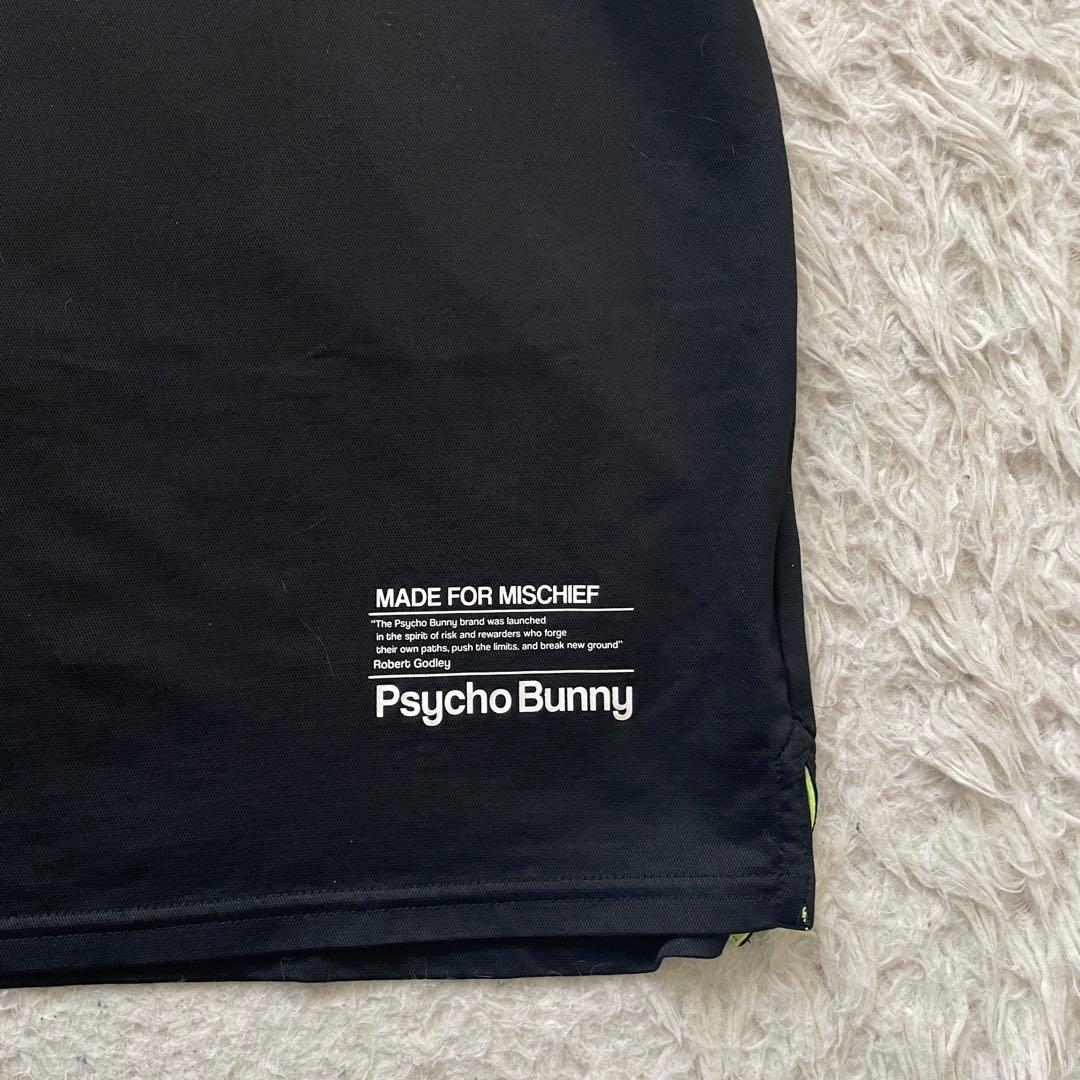 MADE FOR MISCHIEF
"The Psycho Bunny brand was launched
in the spirit of risk and rewarders who forge
their own paths, push the limits, and break new ground"
Robert Godley
Psycho Bunny